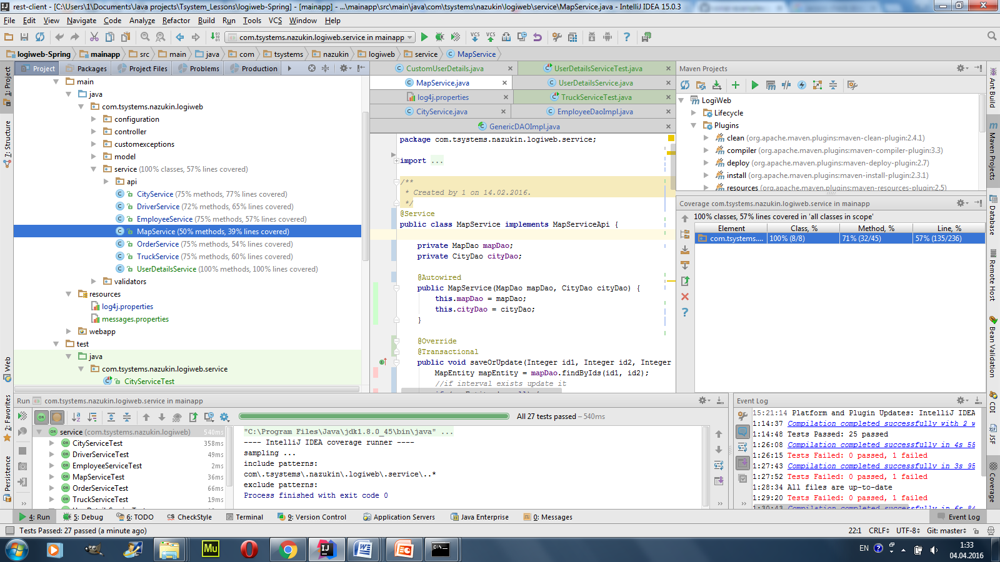 rest-client - [C:\Users\1\Documents\Java projects\Tsystem_Lessons\logiweb-Spring] - [mainapp] - ...\mainapp\src\main\java\com\tsystems\nazukin\logiweb\service\MapService.java - IntelliJ IDEA 15.0.3
File Edit View Navigate Code Analyze Refactor Build Run Tools VCS Window Help
com.tsystems.nazukin.logiweb.service in mainapp
logiweb-Spring mainapp src main java com tsystems nazukin logiweb service MapService
Project Packages Project Files Problems Production
main
java
com.tsystems.nazukin.logiweb
configuration
controller
customexceptions
model
service (100% classes, 57% lines covered)
api
CityService (75% methods, 77% lines covered)
DriverService (72% methods, 65% lines covered)
EmployeeService (75% methods, 57% lines covered)
MapService (50% methods, 39% lines covered)
OrderService (75% methods, 54% lines covered)
TruckService (75% methods, 60% lines covered)
UserDetailsService (100% methods, 100% lines covered)
validators
resources
log4j.properties
messages.properties
webapp
test
java
com.tsystems.nazukin.logiweb.service
CityServiceTest
1: Project
7: Structure
Web
2: Favorites
Persistence
CustomUserDetails.java UserDetailsServiceTest.java
MapService.java UserDetailsService.java
log4j.properties TruckServiceTest.java
CityService.java EmployeeDaoImpl.java
GenericDAOImpl.java
package com.tsystems.nazukin.logiweb.service;
import ...
/**
* Created by 1 on 14.02.2016.
*/
@Service
public class MapService implements MapServiceApi {
private MapDao mapDao;
private CityDao cityDao;
@Autowired
public MapService(MapDao mapDao, CityDao cityDao) {
this.mapDao = mapDao;
this.cityDao = cityDao;
}
@Override
@Transactional
public void saveOrUpdate(Integer id1, Integer id2, Integer
MapEntity mapEntity = mapDao.findByIds(id1, id2);
//if interval exists update it
Maven Projects
LogiWeb
Lifecycle
Plugins
clean (org.apache.maven.plugins:maven-clean-plugin:2.4.1)
compiler (org.apache.maven.plugins:maven-compiler-plugin:3.3)
deploy (org.apache.maven.plugins:maven-deploy-plugin:2.7)
install (org.apache.maven.plugins:maven-install-plugin:2.3.1)
resources (org.apache.maven.plugins:maven-resources-plugin:2.5)
Coverage com.tsystems.nazukin.logiweb.service in mainapp
100% classes, 57% lines covered in 'all classes in scope'
Element Class, % Method, % Line, %
com.tsystems.... 100% (8/8) 71% (32/45) 57% (135/236)
Ant Build
Maven Projects
Database
Remote Host
Bean Validation
CDI
JSF
Coverage
Run com.tsystems.nazukin.logiweb.service in mainapp
All 27 tests passed – 540ms
service (com.tsystems.nazukin.logiweb) 540ms
CityServiceTest 358ms
DriverServiceTest 49ms
EmployeeServiceTest 2ms
MapServiceTest 36ms
OrderServiceTest 66ms
TruckServiceTest 19ms
"C:\Program Files\Java\jdk1.8.0_45\bin\java" ...
---- IntelliJ IDEA coverage runner ----
sampling ...
include patterns:
com\.tsystems\.nazukin\.logiweb\.service\..*
exclude patterns:
Process finished with exit code 0
Event Log
15:21:14 Platform and Plugin Updates: IntelliJ IDEA
1:14:37 Compilation completed successfully with 2 w
1:14:48 Tests Passed: 25 passed
1:26:08 Compilation completed successfully in 4s 58
1:26:15 Tests Failed: 0 passed, 1 failed
1:27:43 Compilation completed successfully in 3s 95
1:27:52 Tests Failed: 0 passed, 1 failed
1:28:34 All files are up-to-date
1:29:20 Tests Failed: 0 passed, 1 failed
1:30:43 Compilation completed successfully in 6s 84
4: Run 5: Debug 6: TODO CheckStyle Terminal 9: Version Control Application Servers Java Enterprise 0: Messages Event Log
Tests Passed: 27 passed (a minute ago) 22:1 CRLF UTF-8 Git: master
Mu
EN
1:33
04.04.2016